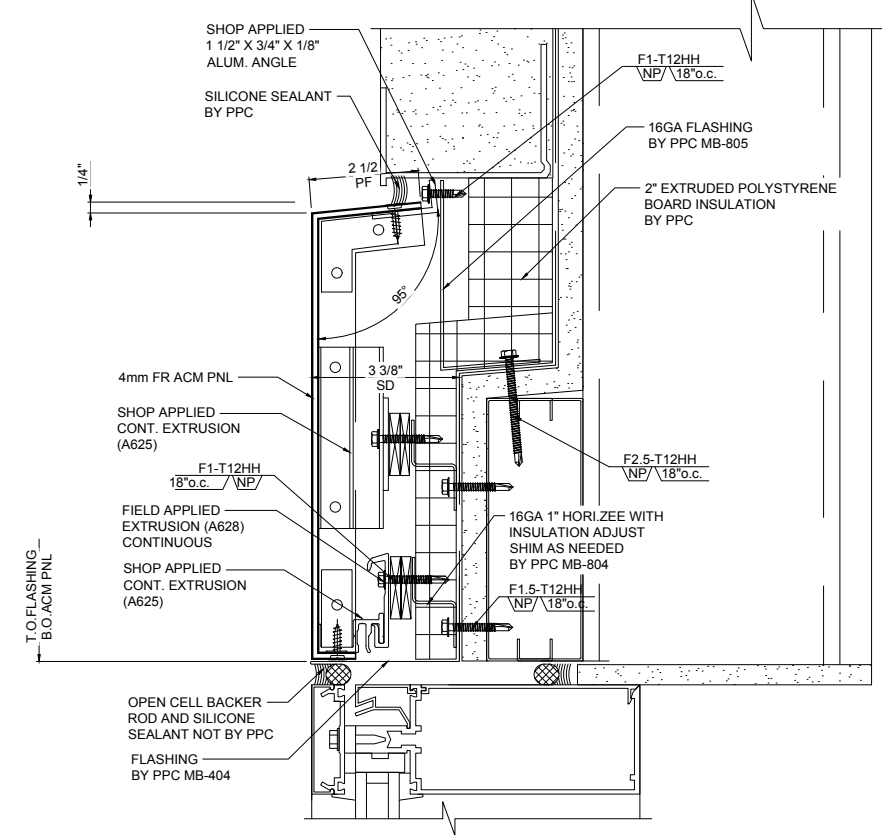 SHOP APPLIED
1 1/2" X 3/4" X 1/8"
ALUM. ANGLE
SILICONE SEALANT
BY PPC
F1-T12HH
NP 18"o.c.
16GA FLASHING
BY PPC MB-805
2" EXTRUDED POLYSTYRENE
BOARD INSULATION
BY PPC
1/4"
2 1/2
PF
95°
3 3/8"
SD
4mm FR ACM PNL
SHOP APPLIED
CONT. EXTRUSION
(A625)
F1-T12HH
18"o.c. NP
FIELD APPLIED
EXTRUSION (A628)
CONTINUOUS
SHOP APPLIED
CONT. EXTRUSION
(A625)
F2.5-T12HH
NP 18"o.c.
16GA 1" HORI.ZEE WITH
INSULATION ADJUST
SHIM AS NEEDED
BY PPC MB-804
F1.5-T12HH
NP 18"o.c.
T.O.FLASHING
B.O.ACM PNL
OPEN CELL BACKER
ROD AND SILICONE
SEALANT NOT BY PPC
FLASHING
BY PPC MB-404